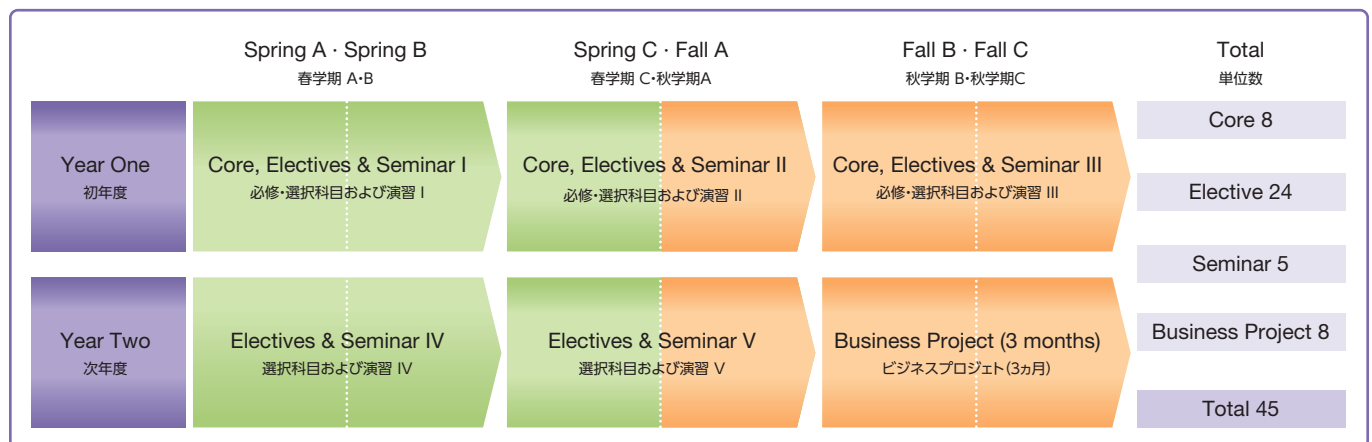 Spring A · Spring B
春学期 A・B
Spring C · Fall A
春学期 C・秋学期A
Fall B · Fall C
秋学期 B・秋学期C
Total
単位数
Year One
初年度
Core, Electives & Seminar I
必修・選択科目および演習 I
Core, Electives & Seminar II
必修・選択科目および演習 II
Core, Electives & Seminar III
必修・選択科目および演習 III
Core 8
Elective 24
Seminar 5
Year Two
次年度
Electives & Seminar IV
選択科目および演習 IV
Electives & Seminar V
選択科目および演習 V
Business Project (3 months)
ビジネスプロジェト(3ヵ月)
Business Project 8
Total 45